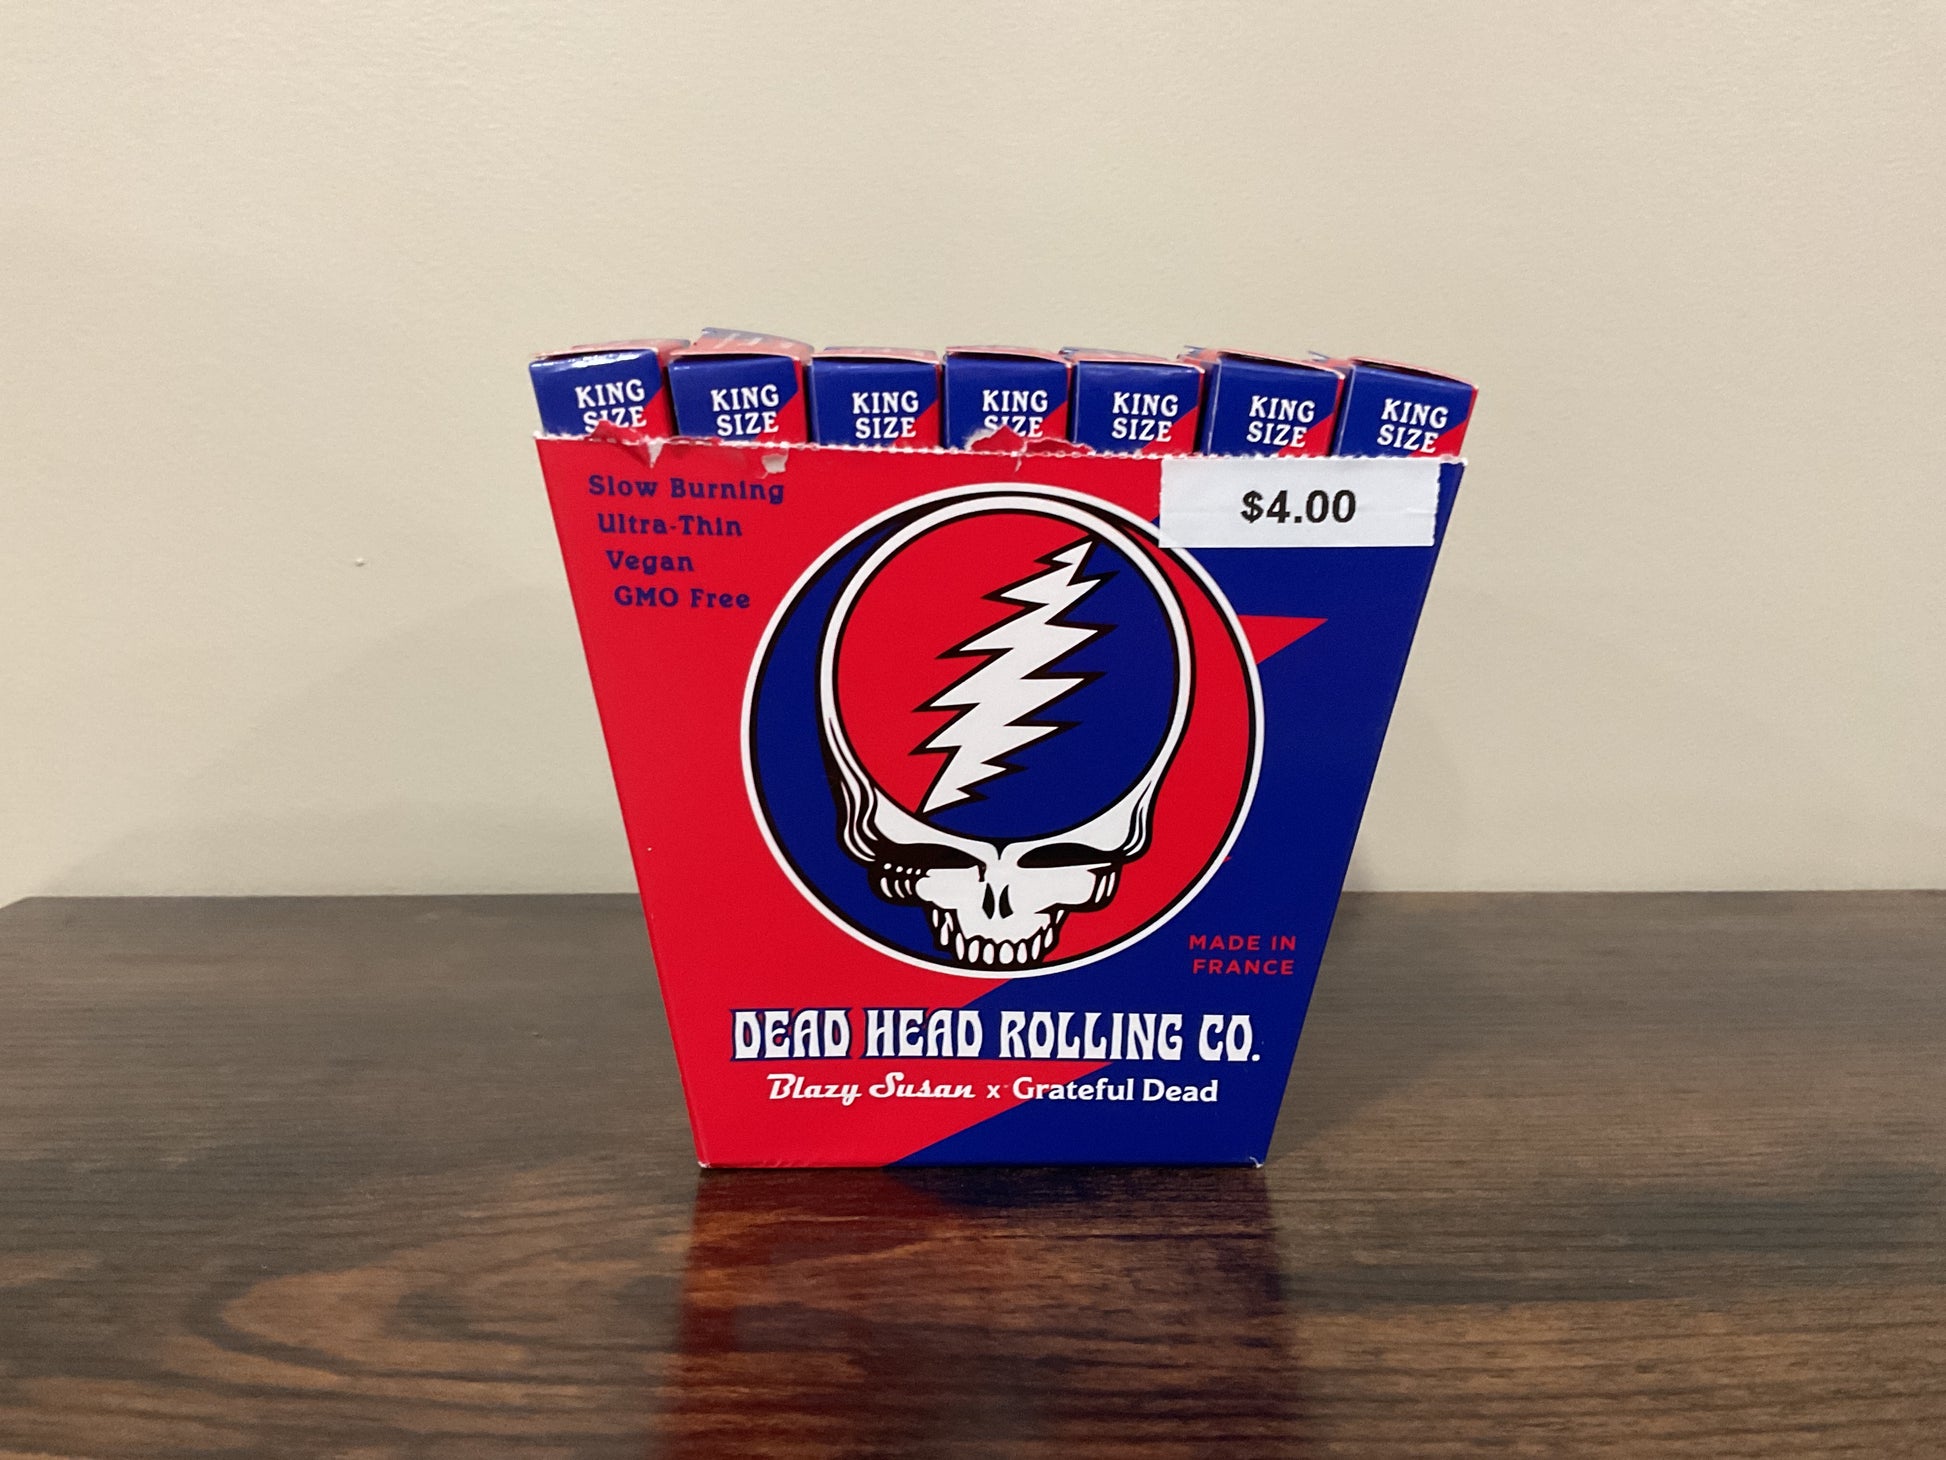 KING
SIZE
KING
SIZE
KING
SIZE
KING
SIZE
KING
SIZE
KING
SIZE
KING
SIZE
Slow Burning
Ultra-Thin
Vegan
GMO Free
$4.00
MADE IN
FRANCE
DEAD HEAD ROLLING CO.
Blazy Susan x Grateful Dead